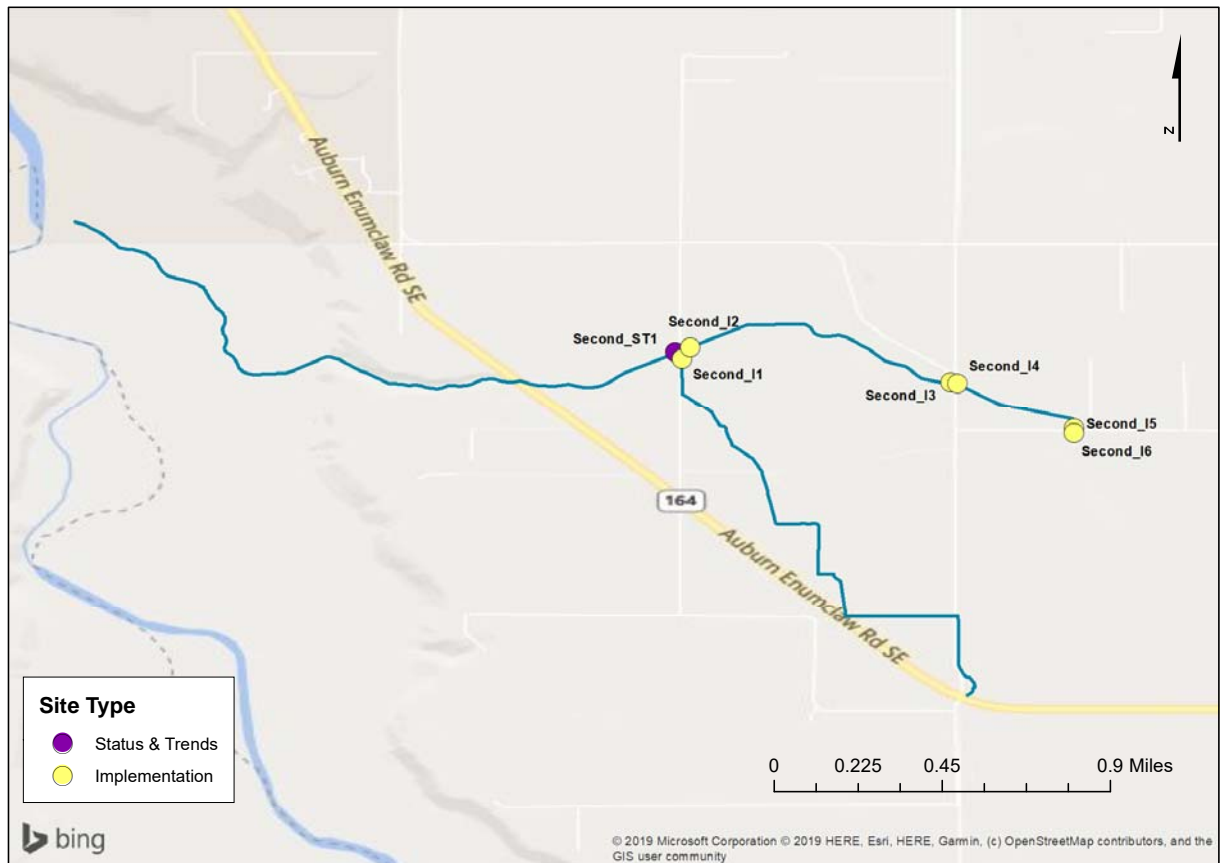 N
Auburn Enumclaw Rd SE
Second_I2
Second_ST1
Second_I1
Second_I4
Second_I3
Second_I5
Second_I6
164
Auburn Enumclaw Rd SE
Site Type
Status & Trends
Implementation
0 0.225 0.45 0.9 Miles
bing
© 2019 Microsoft Corporation © 2019 HERE, Esri, HERE, Garmin, (c) OpenStreetMap contributors, and the
GIS user community